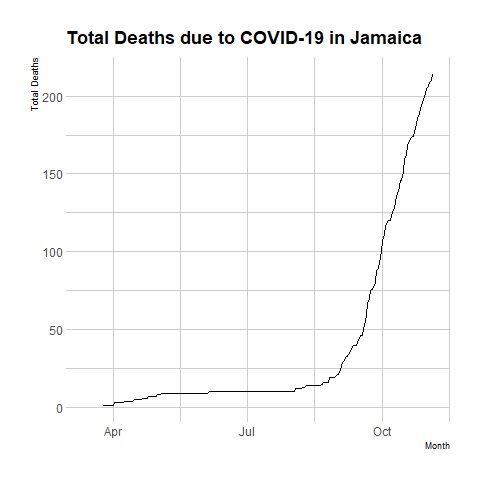 Total Deaths due to COVID-19 in Jamaica
Total Deaths
200
150
100
50
0
Apr
Jul
Oct
Month